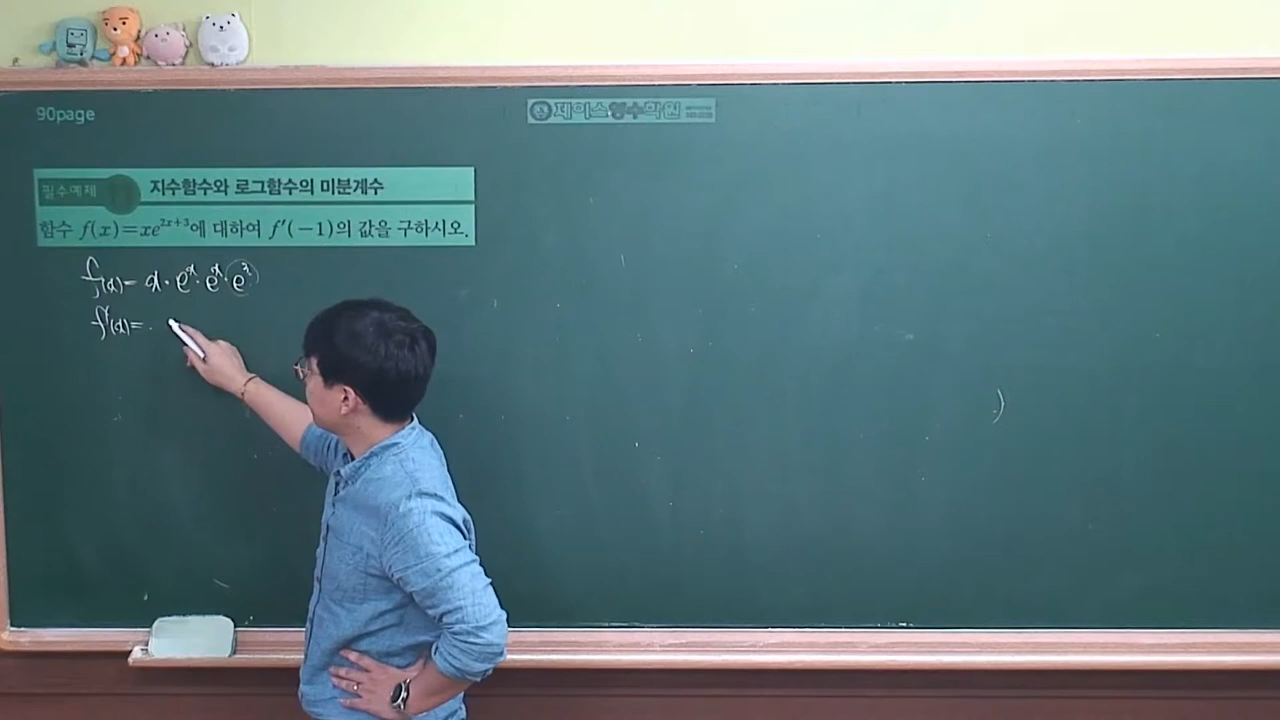 90page
제이스영수학원
필수예제
지수함수와 로그함수의 미분계수
함수 f(x)=xe^{2x+3}에 대하여 f′(−1)의 값을 구하시오.
f(x)= x · e^x · e^x · e^3
f'(x)=